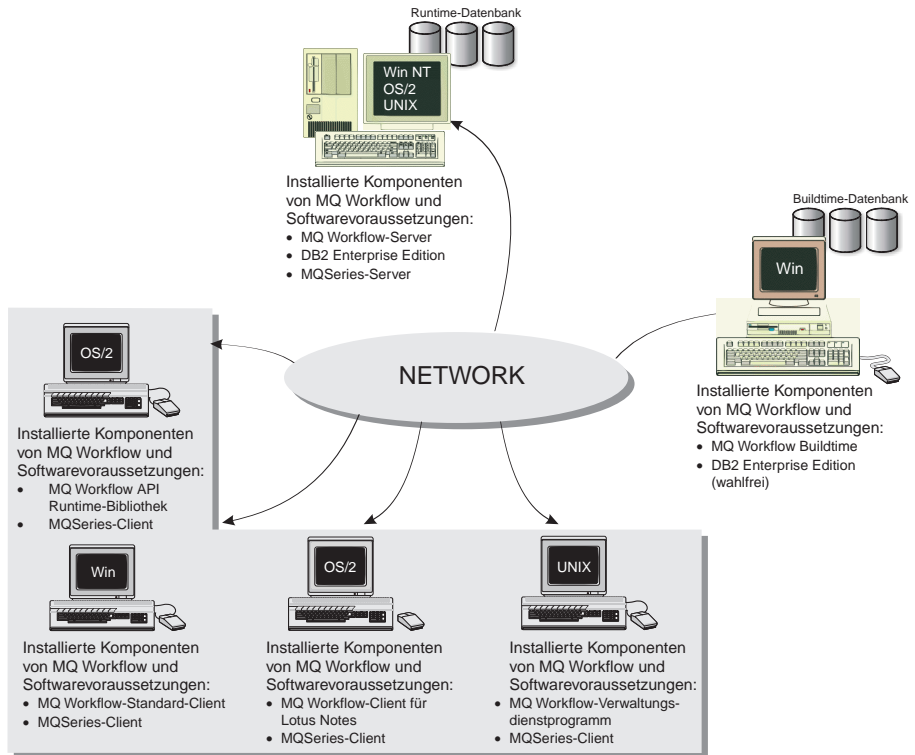 Runtime-Datenbank
Win NT
OS/2
UNIX
Installierte Komponenten
von MQ Workflow und
Softwarevoraussetzungen:
• MQ Workflow-Server
• DB2 Enterprise Edition
• MQSeries-Server
Buildtime-Datenbank
Win
Installierte Komponenten
von MQ Workflow und
Softwarevoraussetzungen:
• MQ Workflow Buildtime
• DB2 Enterprise Edition
(wahlfrei)
NETWORK
OS/2
Installierte Komponenten
von MQ Workflow und
Softwarevoraussetzungen:
• MQ Workflow API
Runtime-Bibliothek
• MQSeries-Client
Win
Installierte Komponenten
von MQ Workflow und
Softwarevoraussetzungen:
• MQ Workflow-Standard-Client
• MQSeries-Client
OS/2
Installierte Komponenten
von MQ Workflow und
Softwarevoraussetzungen:
• MQ Workflow-Client für
Lotus Notes
• MQSeries-Client
UNIX
Installierte Komponenten
von MQ Workflow und
Softwarevoraussetzungen:
• MQ Workflow-Verwaltungs-
dienstprogramm
• MQSeries-Client